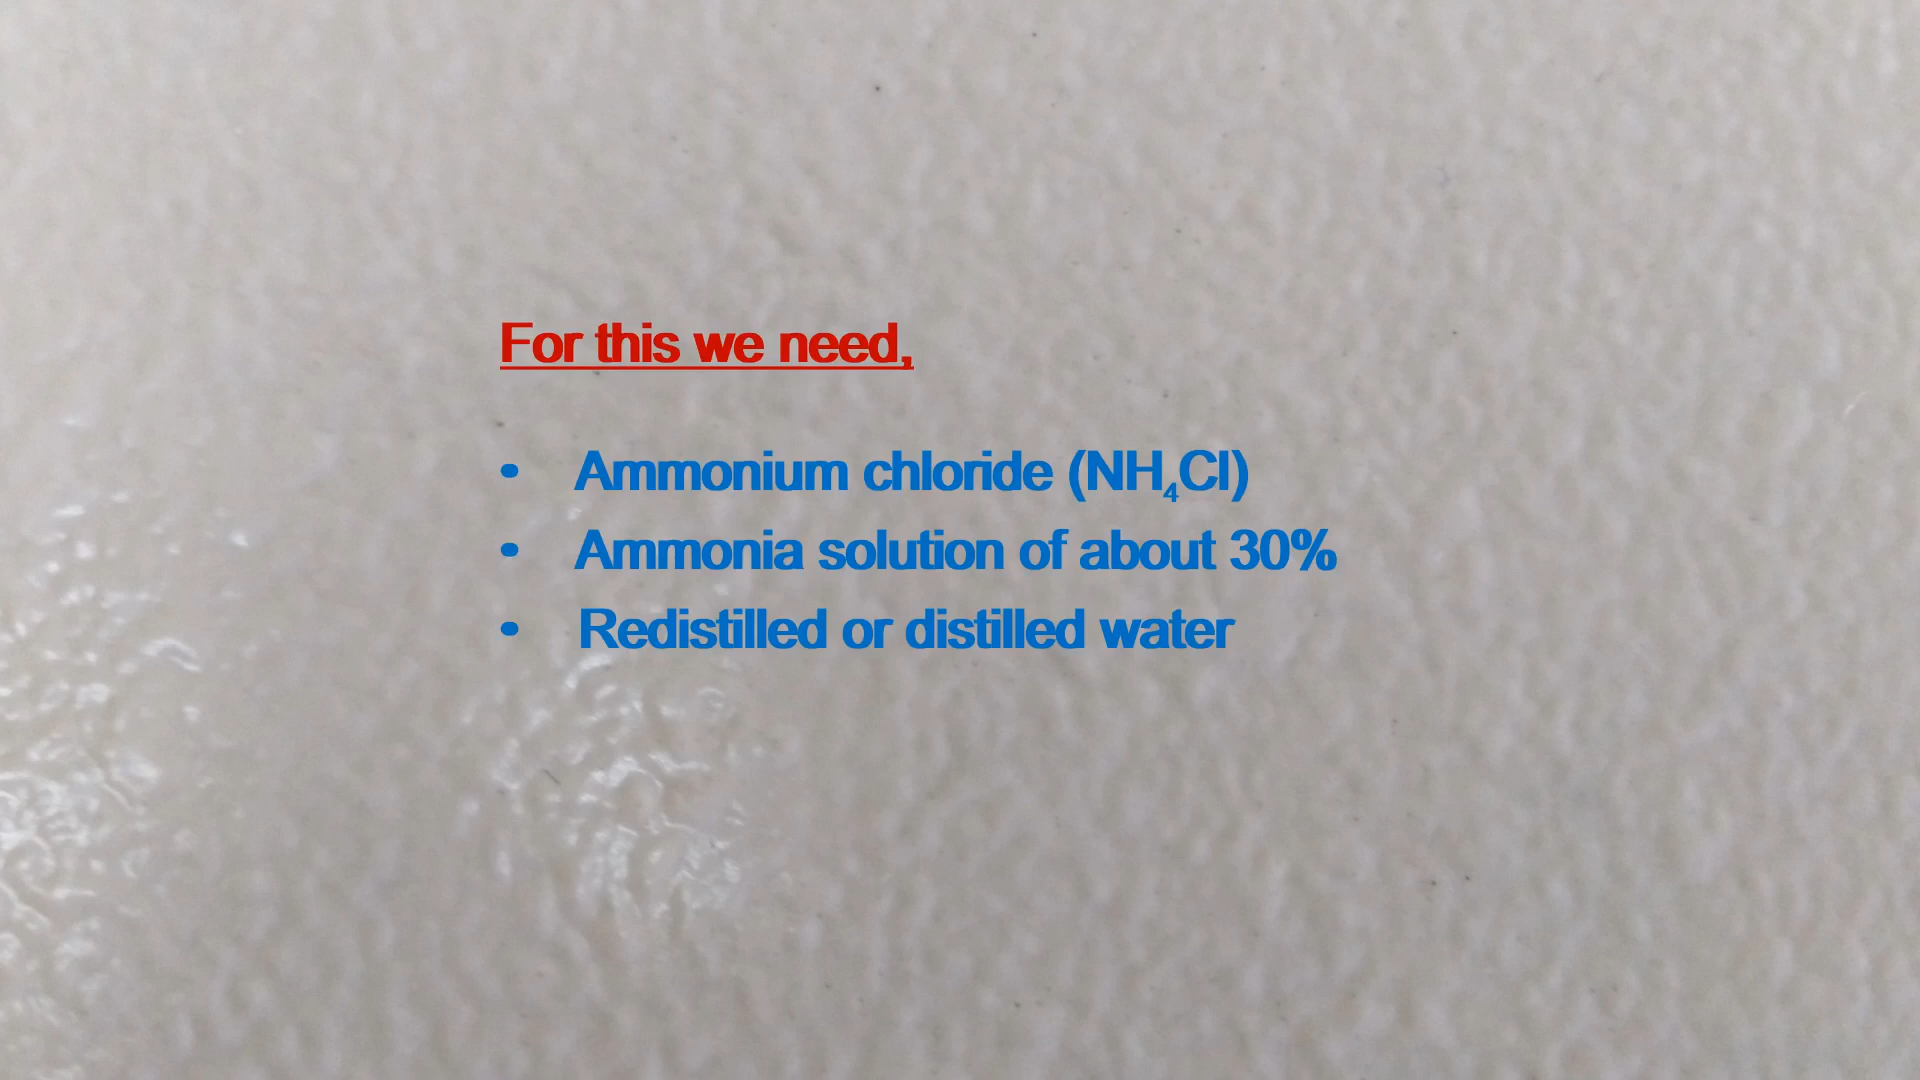 For this we need,
• Ammonium chloride (NH₄Cl)
• Ammonia solution of about 30%
• Redistilled or distilled water